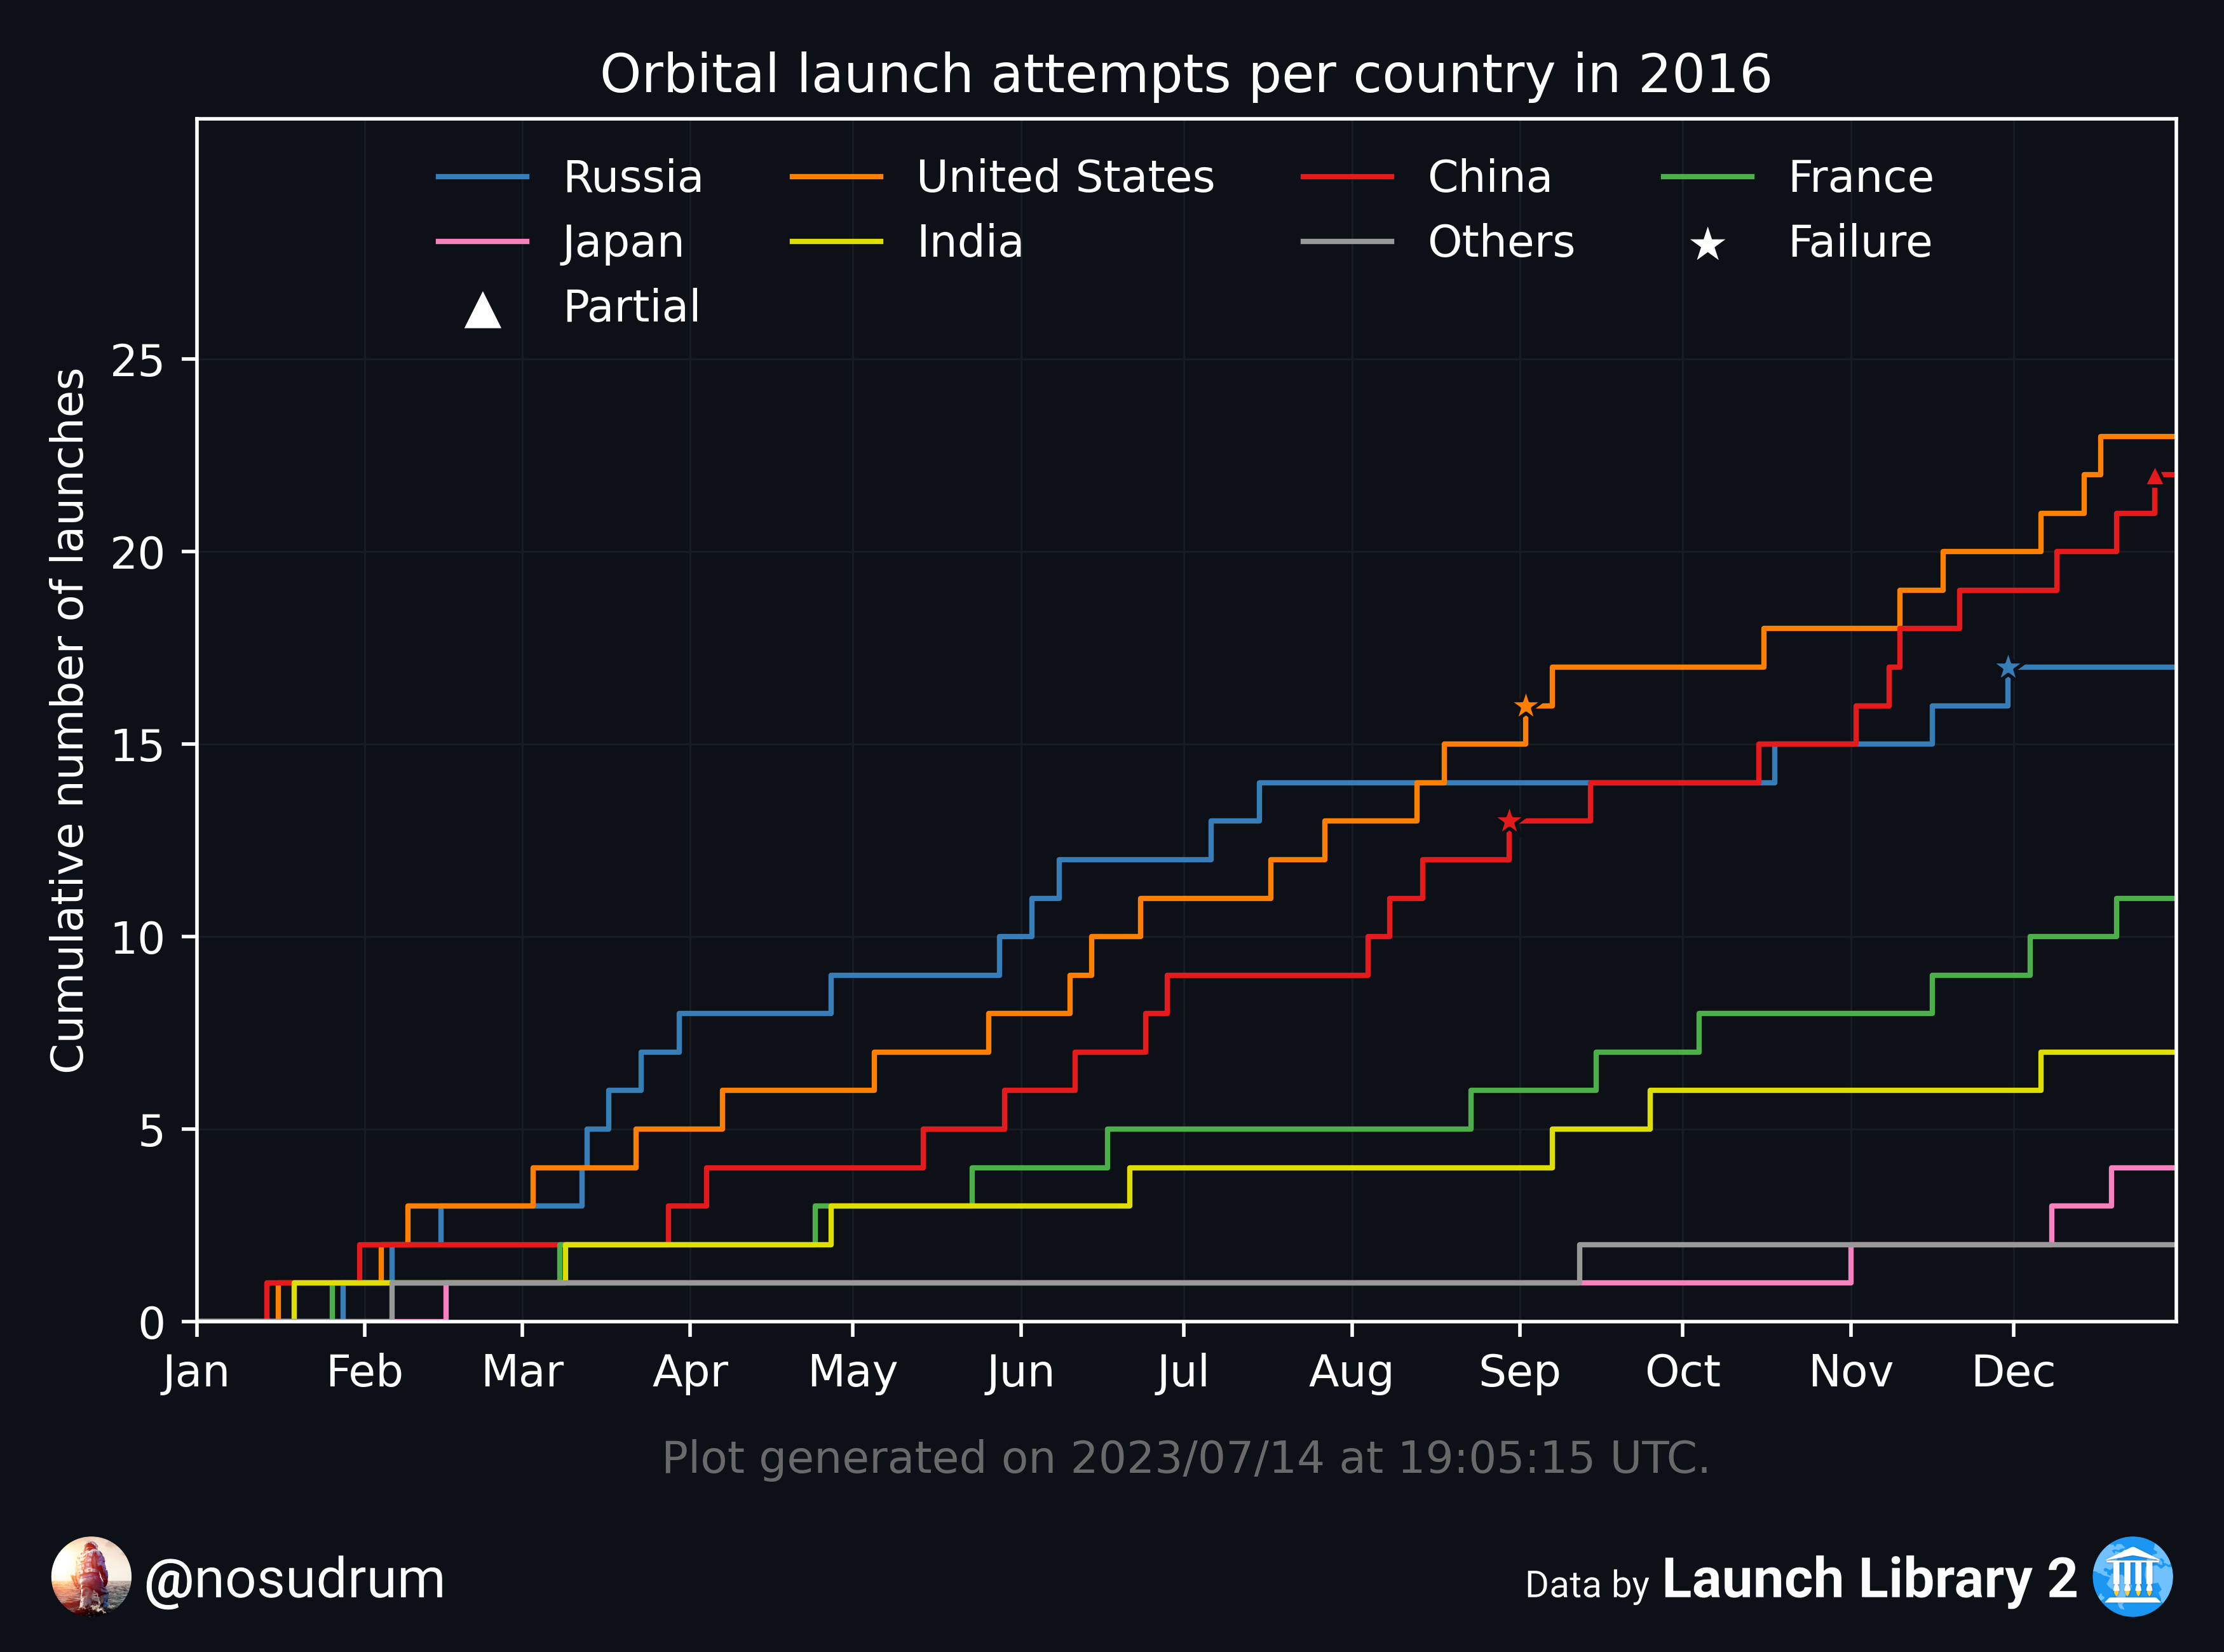 Orbital launch attempts per country in 2016
Russia United States China France
Japan India Others Failure
Partial
Cumulative number of launches
25
20
15
10
5
0
Jan Feb Mar Apr May Jun Jul Aug Sep Oct Nov Dec
Plot generated on 2023/07/14 at 19:05:15 UTC.
@nosudrum
Data by Launch Library 2